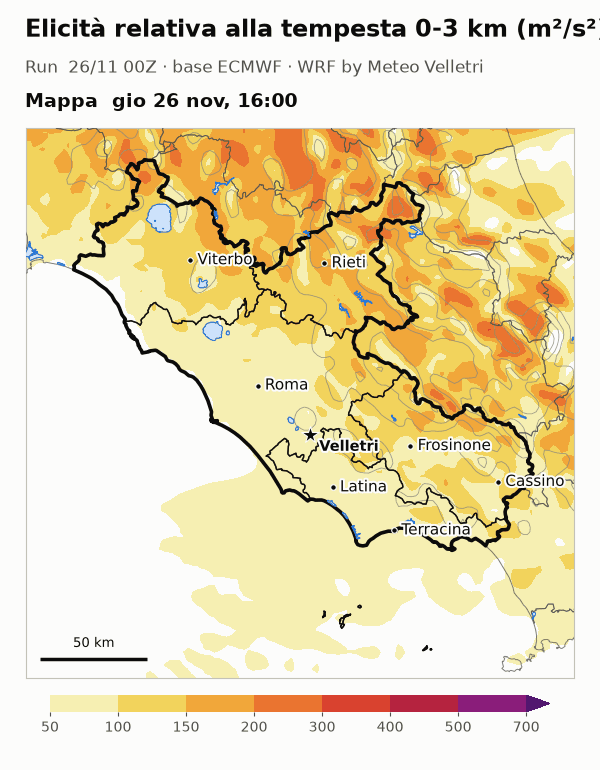 Elicità relativa alla tempesta 0-3 km (m²/s²)
Run  26/11 00Z · base ECMWF · WRF by Meteo Velletri
Mappa  gio 26 nov, 16:00
Viterbo
Rieti
Roma
Velletri
Frosinone
Cassino
Latina
Terracina
50 km
50 100 150 200 300 400 500 700